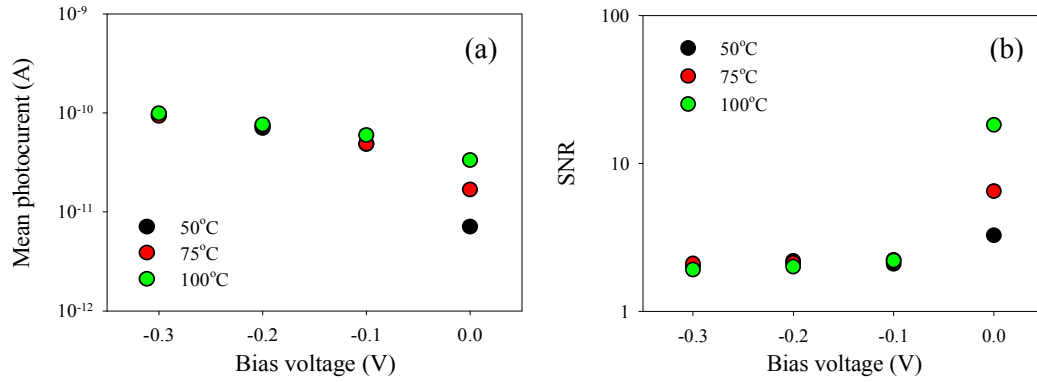 (a)
Mean photocurent (A)
10-9
10-10
10-11
10-12
50°C
75°C
100°C
-0.3 -0.2 -0.1 0.0
Bias voltage (V)
(b)
SNR
100
10
1
50°C
75°C
100°C
-0.3 -0.2 -0.1 0.0
Bias voltage (V)